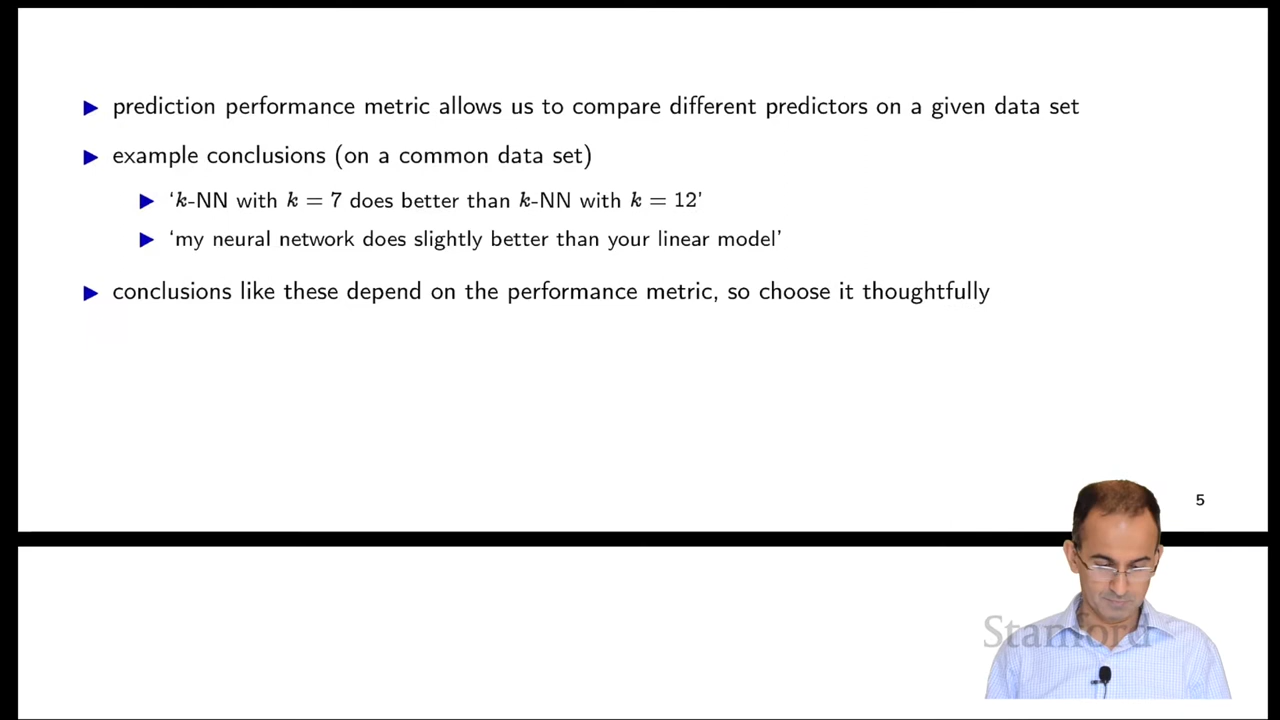 ▶ prediction performance metric allows us to compare different predictors on a given data set
▶ example conclusions (on a common data set)
▶ ‘k-NN with k = 7 does better than k-NN with k = 12’
▶ ‘my neural network does slightly better than your linear model’
▶ conclusions like these depend on the performance metric, so choose it thoughtfully
5
Stanford